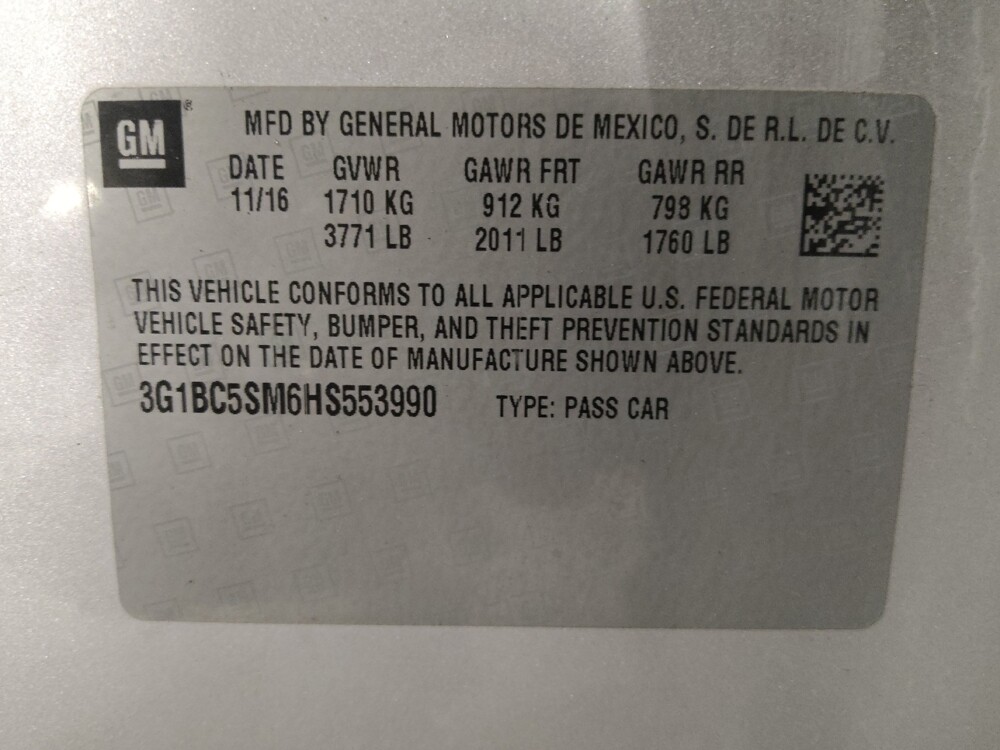 GM
MFD BY GENERAL MOTORS DE MEXICO, S. DE R.L. DE C.V.
DATE GVWR GAWR FRT GAWR RR
11/16 1710 KG 912 KG 798 KG
3771 LB 2011 LB 1760 LB
THIS VEHICLE CONFORMS TO ALL APPLICABLE U.S. FEDERAL MOTOR
VEHICLE SAFETY, BUMPER, AND THEFT PREVENTION STANDARDS IN
EFFECT ON THE DATE OF MANUFACTURE SHOWN ABOVE.
3G1BC5SM6HS553990 TYPE: PASS CAR